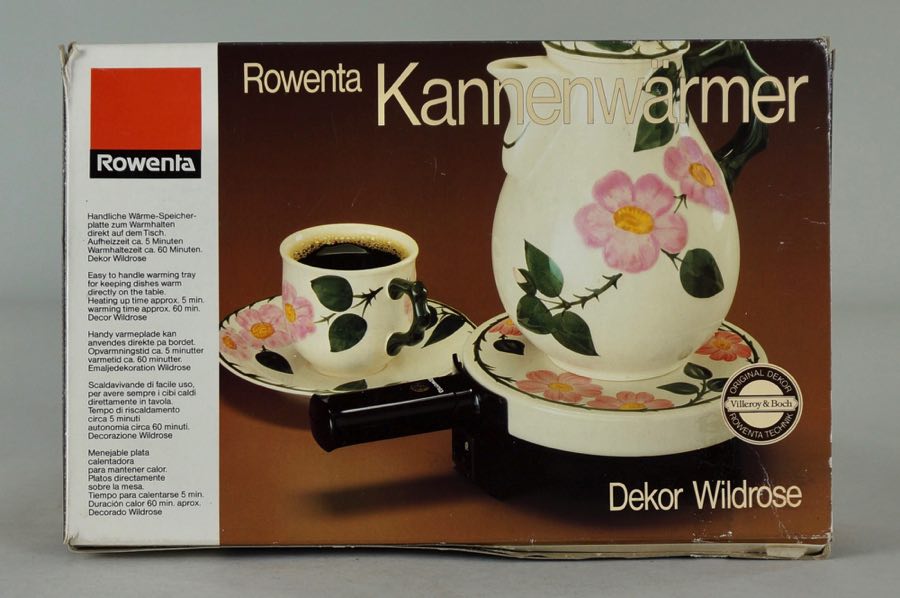 Rowenta Kannenwärmer
Rowenta
Handliche Wärme-Speicher-
platte zum Warmhalten
direkt auf dem Tisch.
Aufheizzeit ca. 5 Minuten
Warmhaltezeit ca. 60 Minuten.
Dekor Wildrose
Easy to handle warming tray
for keeping dishes warm
directly on the table.
Heating up time approx. 5 min.
warming time approx. 60 min.
Decor Wildrose
Handy varmeplade kan
anvendes direkte pa bordet.
Opvarmningstid ca. 5 minutter
varmetid ca. 60 minutter.
Emaljedekoration Wildrose
Scaldavivande di facile uso,
per avere sempre i cibi caldi
direttamente in tavola.
Tempo di riscaldamento
circa 5 minuti
autonomia circa 60 minuti.
Decorazione Wildrose
Menejable plata
calentadora
para mantener calor.
Platos directamente
sobre la mesa.
Tiempo para caientarse 5 min.
Duración calor 60 min. aprox.
Decorado Wildrose
Rowenta
ORIGINAL DEKOR
Villeroy & Boch
ROWENTA TECHNIK
Dekor Wildrose